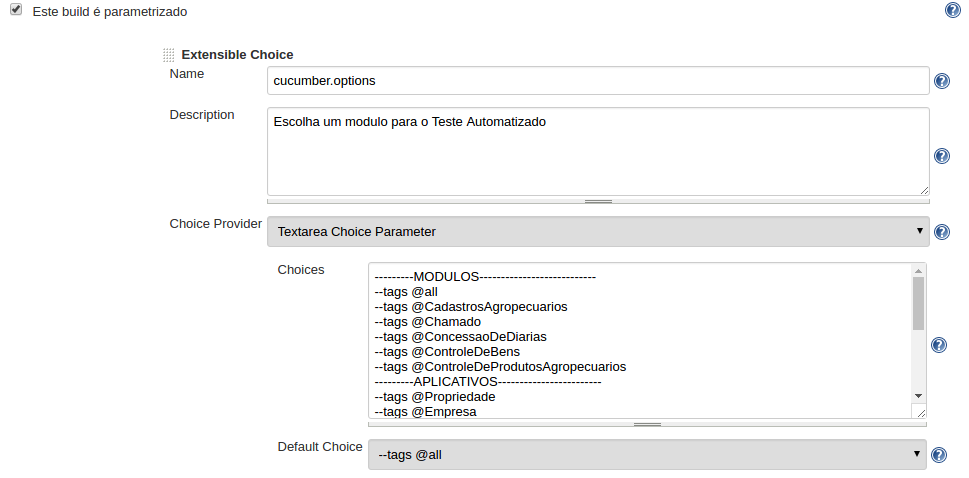 Este build é parametrizado
Extensible Choice
Name
cucumber.options
Description
Escolha um modulo para o Teste Automatizado
Choice Provider
Textarea Choice Parameter
Choices
---------MODULOS---------------------------
--tags @all
--tags @CadastrosAgropecuarios
--tags @Chamado
--tags @ConcessaoDeDiarias
--tags @ControleDeBens
--tags @ControleDeProdutosAgropecuarios
---------APLICATIVOS------------------------
--tags @Propriedade
--tags @Empresa
Default Choice
--tags @all